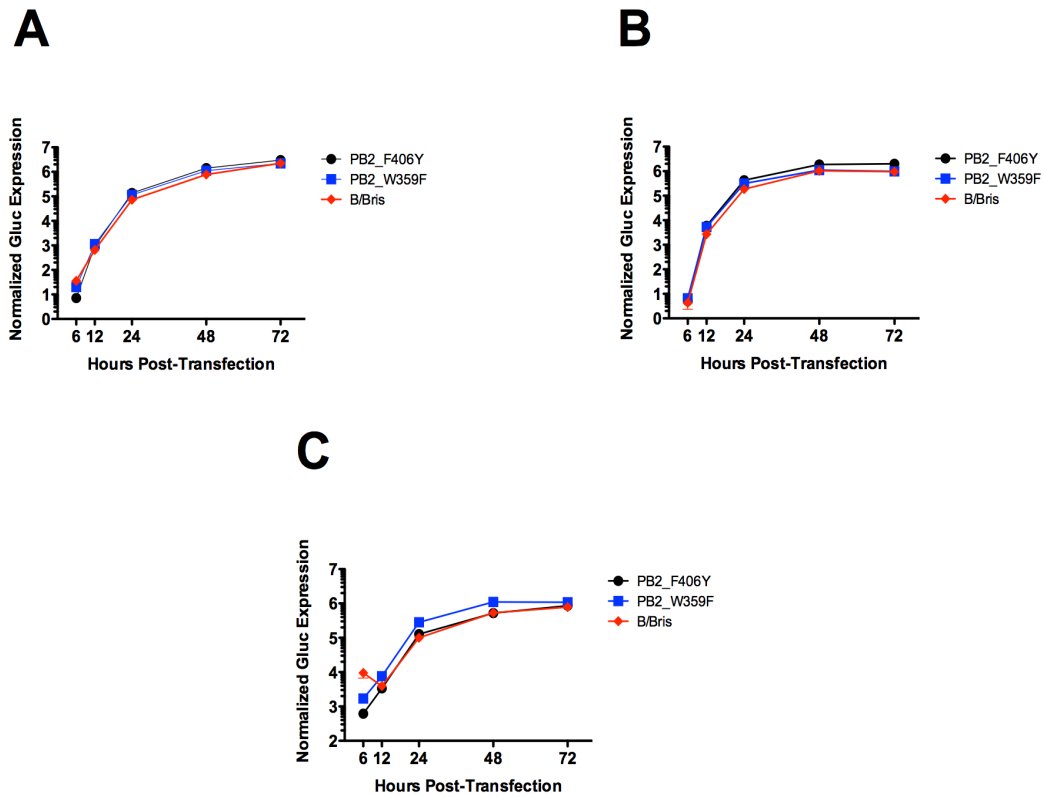 A
Normalized Gluc Expression
7
6
5
4
3
2
1
0
6 12 24 48 72
Hours Post-Transfection
PB2_F406Y
PB2_W359F
B/Bris
B
Normalized Gluc Expression
7
6
5
4
3
2
1
0
6 12 24 48 72
Hours Post-Transfection
PB2_F406Y
PB2_W359F
B/Bris
C
Normalized Gluc Expression
7
6
5
4
3
2
6 12 24 48 72
Hours Post-Transfection
PB2_F406Y
PB2_W359F
B/Bris